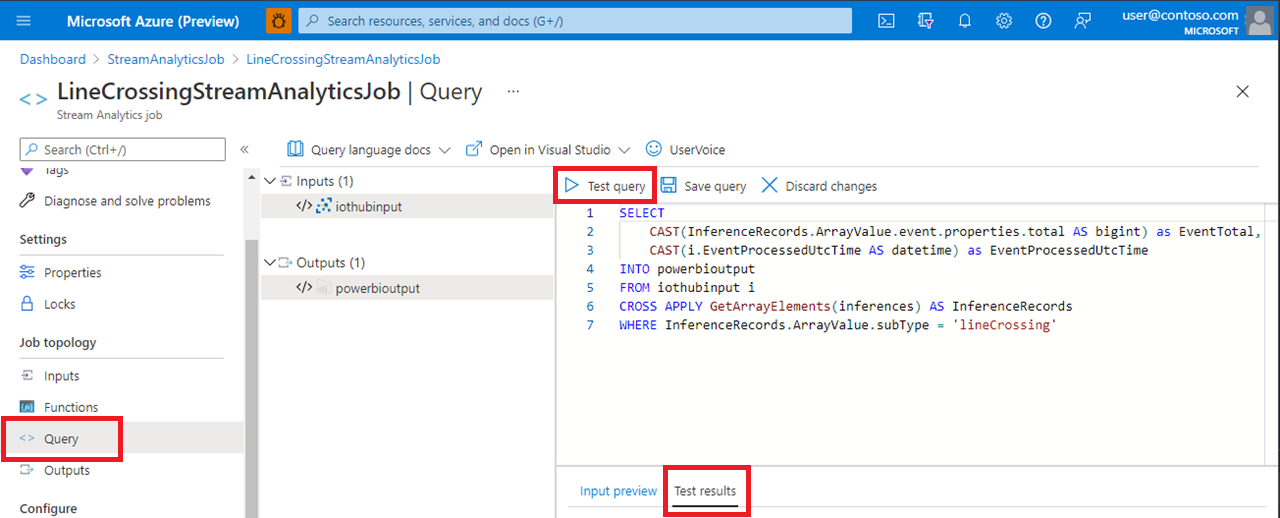 Microsoft Azure (Preview)
Search resources, services, and docs (G+/)
user@contoso.com
MICROSOFT
Dashboard > StreamAnalyticsJob > LineCrossingStreamAnalyticsJob
LineCrossingStreamAnalyticsJob | Query ...
Stream Analytics job
Search (Ctrl+/)
Tags
Diagnose and solve problems
Settings
Properties
Locks
Job topology
Inputs
Functions
Query
Outputs
Configure
Query language docs
Open in Visual Studio
UserVoice
Inputs (1)
iothubinput
Outputs (1)
powerbioutput
Test query
Save query
Discard changes
1 SELECT
2 CAST(InferenceRecords.ArrayValue.event.properties.total AS bigint) as EventTotal,
3 CAST(i.EventProcessedUtcTime AS datetime) as EventProcessedUtcTime
4 INTO powerbioutput
5 FROM iothubinput i
6 CROSS APPLY GetArrayElements(inferences) AS InferenceRecords
7 WHERE InferenceRecords.ArrayValue.subType = 'lineCrossing'
Input preview
Test results